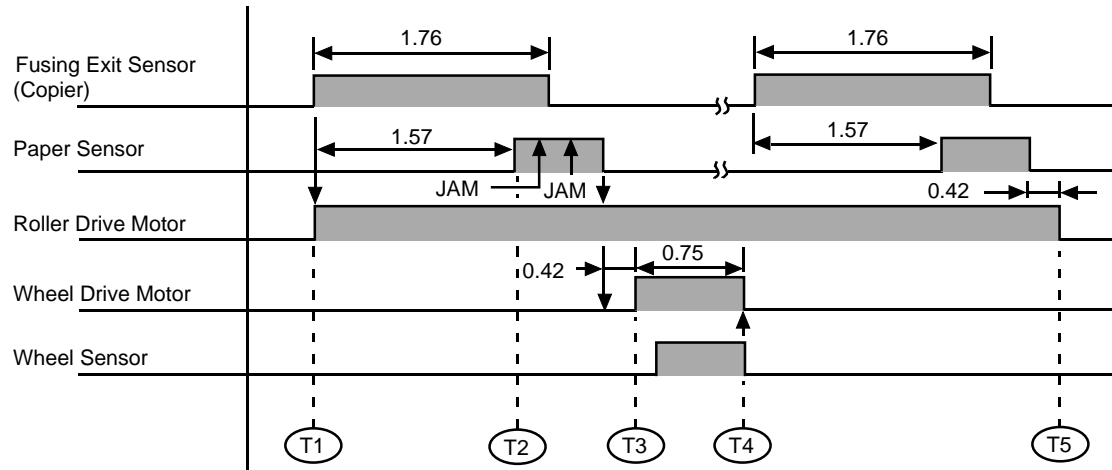 1.76
1.76
Fusing Exit Sensor
(Copier)
1.57
1.57
Paper Sensor
JAM
JAM
0.42
Roller Drive Motor
0.42
0.75
Wheel Drive Motor
Wheel Sensor
T1
T2
T3
T4
T5